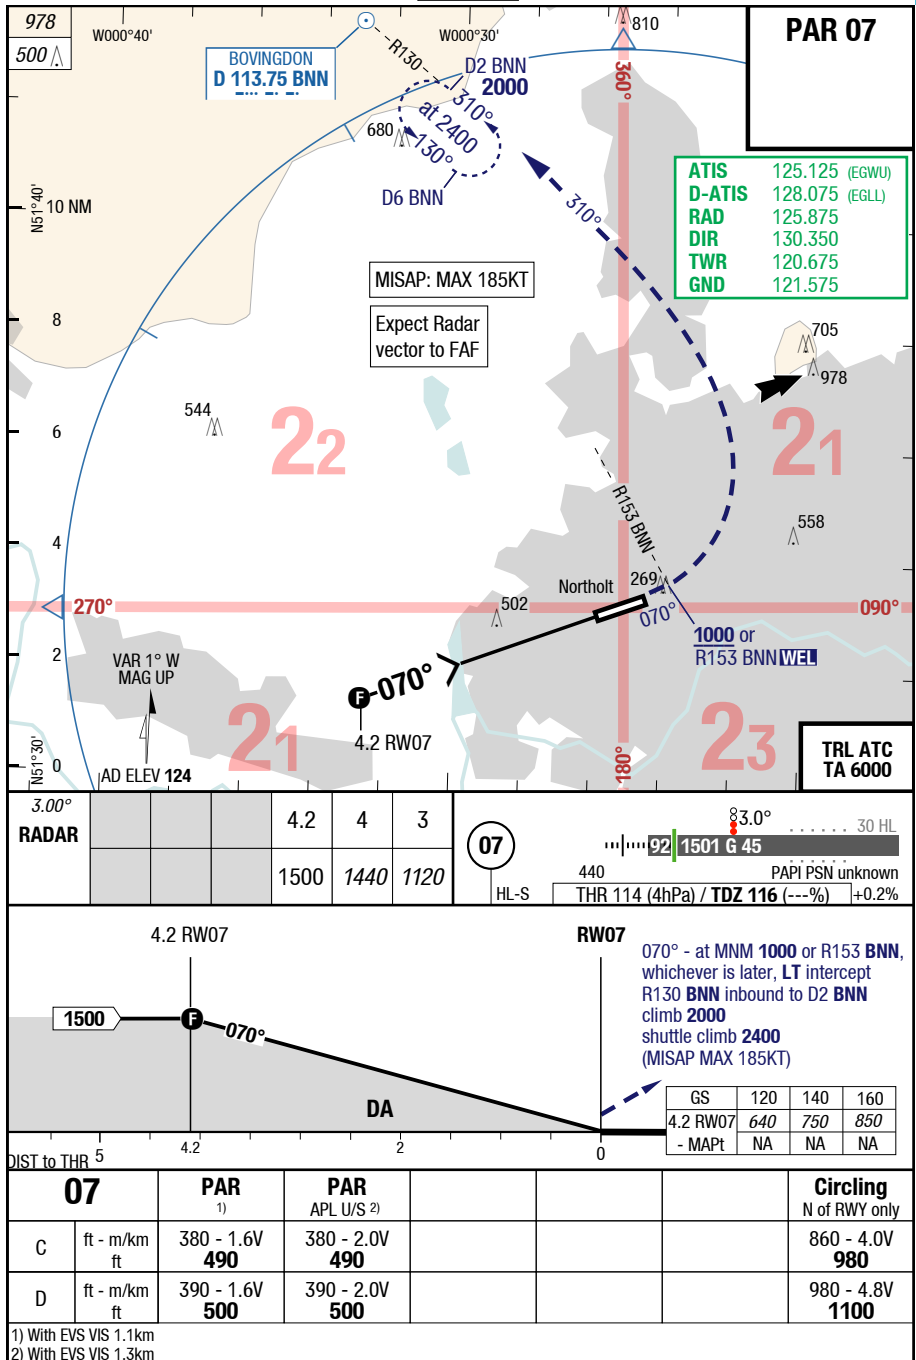 978
500
W000°40'
W000°30'
810
PAR 07
BOVINGDON
D 113.75 BNN
R130
D2 BNN
2000
360°
310°
at 2400
130°
680
D6 BNN
310°
ATIS 125.125 (EGWU)
D-ATIS 128.075 (EGLL)
RAD 125.875
DIR 130.350
TWR 120.675
GND 121.575
N51°40'
10 NM
MISAP: MAX 185KT
Expect Radar
vector to FAF
8
705
978
544
6
22
21
R153 BNN
558
4
Northolt
269
270°
502
090°
070°
1000 or
R153 BNN WEL
2
VAR 1° W
MAG UP
070°
F
4.2 RW07
21
23
180°
N51°30'
0
AD ELEV 124
TRL ATC
TA 6000
3.00°
RADAR
4.2 4 3
1500 1440 1120
07
HL-S
3.0°
30 HL
92 1501 G 45
440
PAPI PSN unknown
THR 114 (4hPa) / TDZ 116 (---%) +0.2%
4.2 RW07
RW07
070° - at MNM 1000 or R153 BNN,
whichever is later, LT intercept
R130 BNN inbound to D2 BNN
climb 2000
shuttle climb 2400
(MISAP MAX 185KT)
1500
F
070°
DA
GS 120 140 160
4.2 RW07 640 750 850
- MAPt NA NA NA
DIST to THR 5 4.2 2 0
07 PAR 1) PAR APL U/S 2) Circling N of RWY only
C ft - m/km 380 - 1.6V 380 - 2.0V 860 - 4.0V
ft 490 490 980
D ft - m/km 390 - 1.6V 390 - 2.0V 980 - 4.8V
ft 500 500 1100
1) With EVS VIS 1.1km
2) With EVS VIS 1.3km